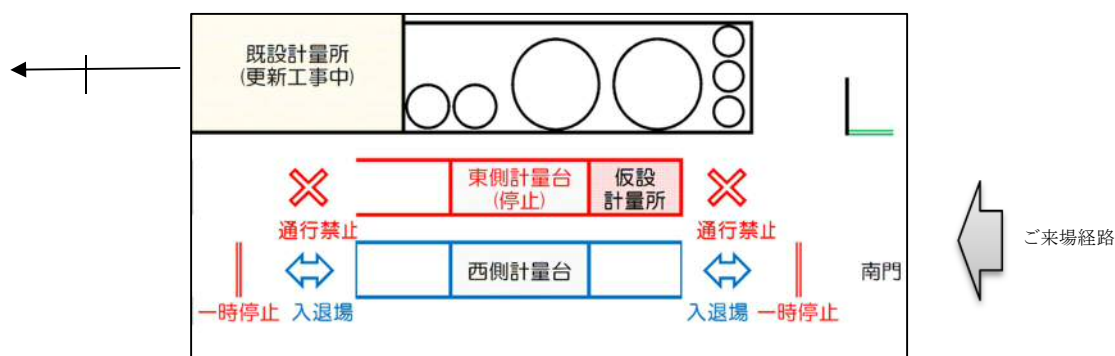 既設計量所
(更新工事中)
東側計量台
(停止)
仮設
計量所
通行禁止
通行禁止
ご来場経路
西側計量台
南門
一時停止
入退場
入退場
一時停止